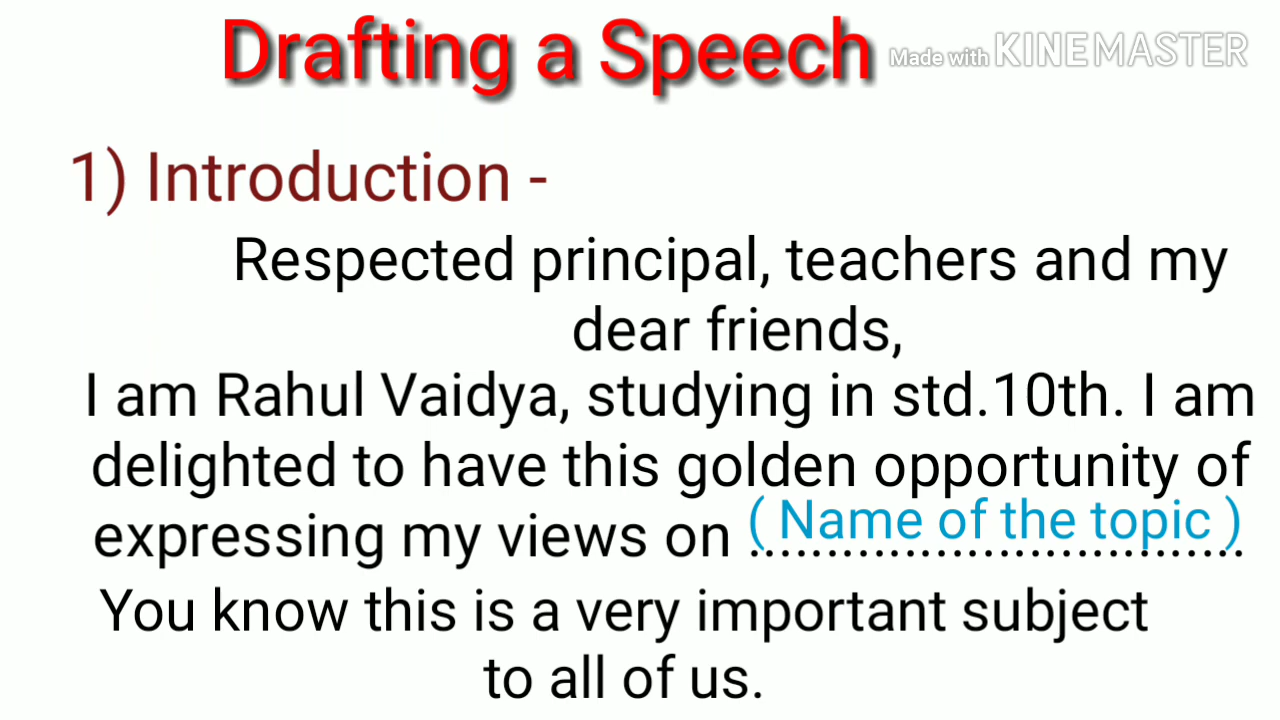 Drafting a Speech
Made with KINEMASTER
1) Introduction -
Respected principal, teachers and my
dear friends,
I am Rahul Vaidya, studying in std.10th. I am
delighted to have this golden opportunity of
expressing my views on ................................ ( Name of the topic )
You know this is a very important subject
to all of us.